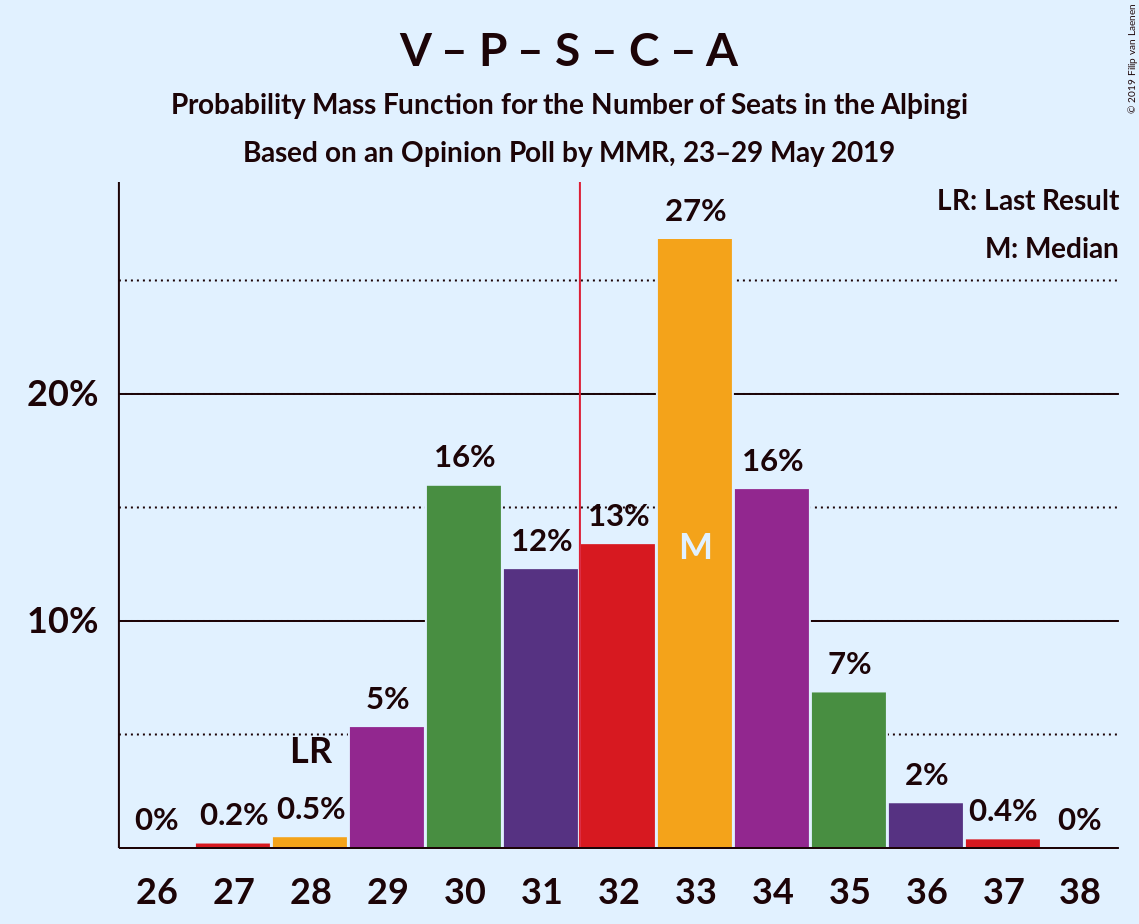 V – P – S – C – A
Probability Mass Function for the Number of Seats in the Alþingi
Based on an Opinion Poll by MMR, 23–29 May 2019
© 2019 Filip van Laenen
LR: Last Result
M: Median
20%
10%
0%
0.2%
0.5%
LR
5%
16%
12%
13%
27%
M
16%
7%
2%
0.4%
0%
26 27 28 29 30 31 32 33 34 35 36 37 38